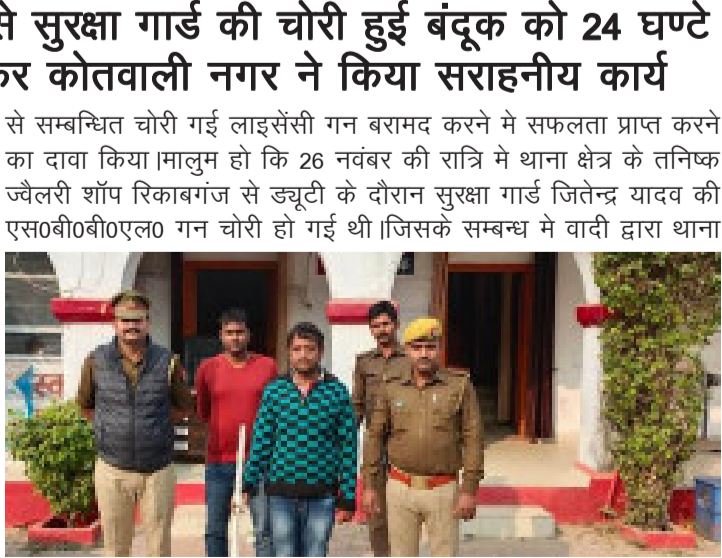 से सुरक्षा गार्ड की चोरी हुई बंदूक को 24 घण्टे
कर कोतवाली नगर ने किया सराहनीय कार्य
से सम्बन्धित चोरी गई लाइसेंसी गन बरामद करने मे सफलता प्राप्त करने
का दावा किया।मालुम हो कि 26 नवंबर की रात्रि मे थाना क्षेत्र के तनिष्क
ज्वैलरी शॉप रिकाबगंज से ड्यूटी के दौरान सुरक्षा गार्ड जितेन्द्र यादव की
एस0बी0बी0एल0 गन चोरी हो गई थी।जिसके सम्बन्ध मे वादी द्वारा थाना